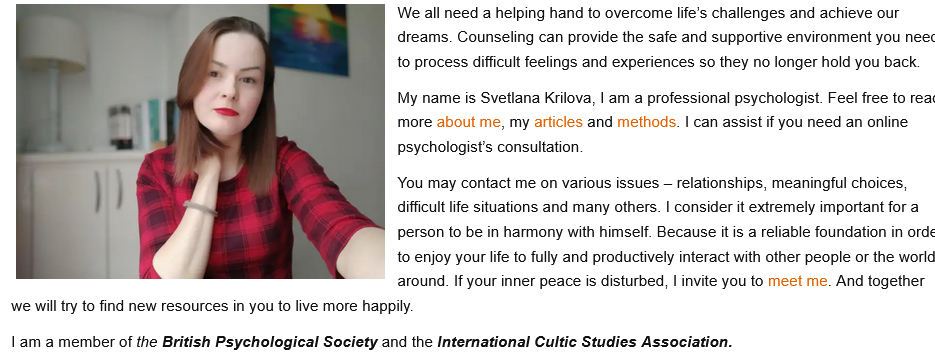 We all need a helping hand to overcome life's challenges and achieve our
dreams. Counseling can provide the safe and supportive environment you need
to process difficult feelings and experiences so they no longer hold you back.
My name is Svetlana Krilova, I am a professional psychologist. Feel free to read
more about me, my articles and methods. I can assist if you need an online
psychologist's consultation.
You may contact me on various issues – relationships, meaningful choices,
difficult life situations and many others. I consider it extremely important for a
person to be in harmony with himself. Because it is a reliable foundation in orde
to enjoy your life to fully and productively interact with other people or the world
around. If your inner peace is disturbed, I invite you to meet me. And together
we will try to find new resources in you to live more happily.
I am a member of the British Psychological Society and the International Cultic Studies Association.